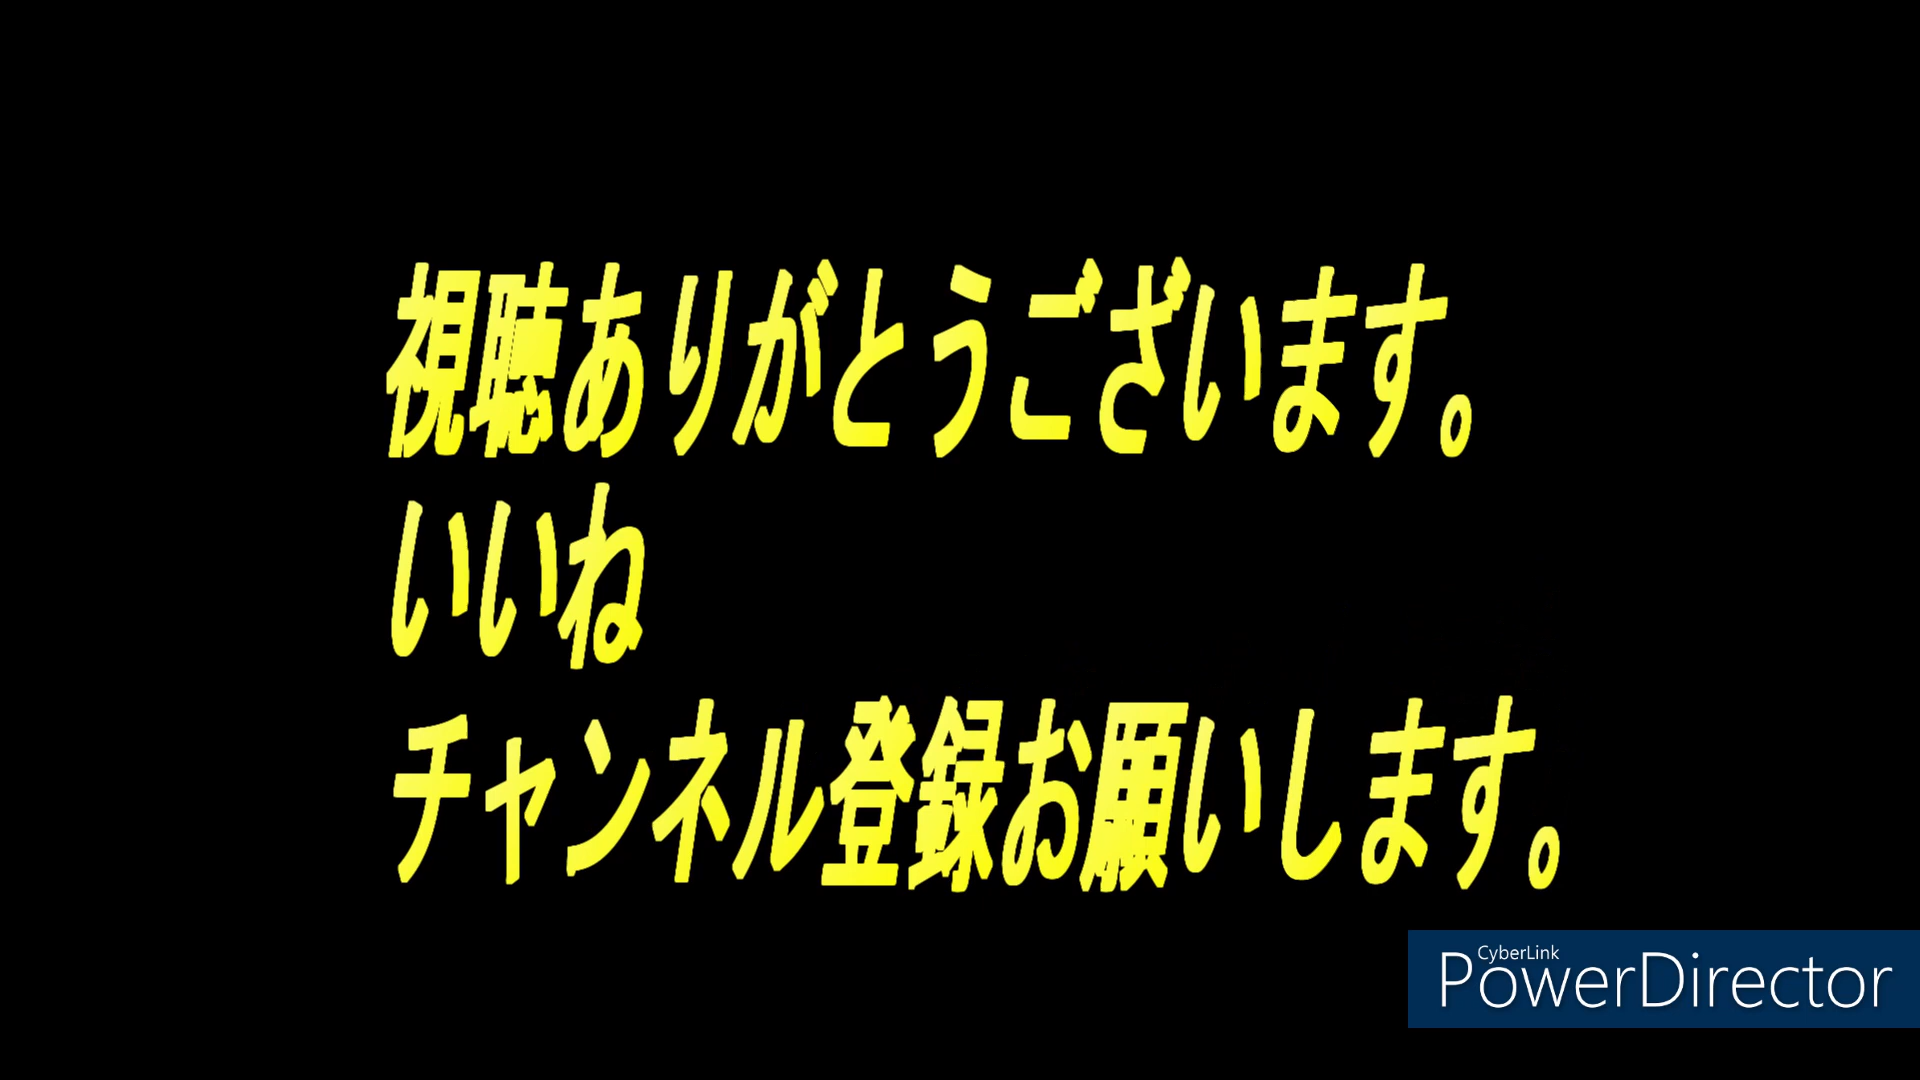 視聴ありがとうございます。
いいね
チャンネル登録お願いします。
CyberLink
PowerDirector